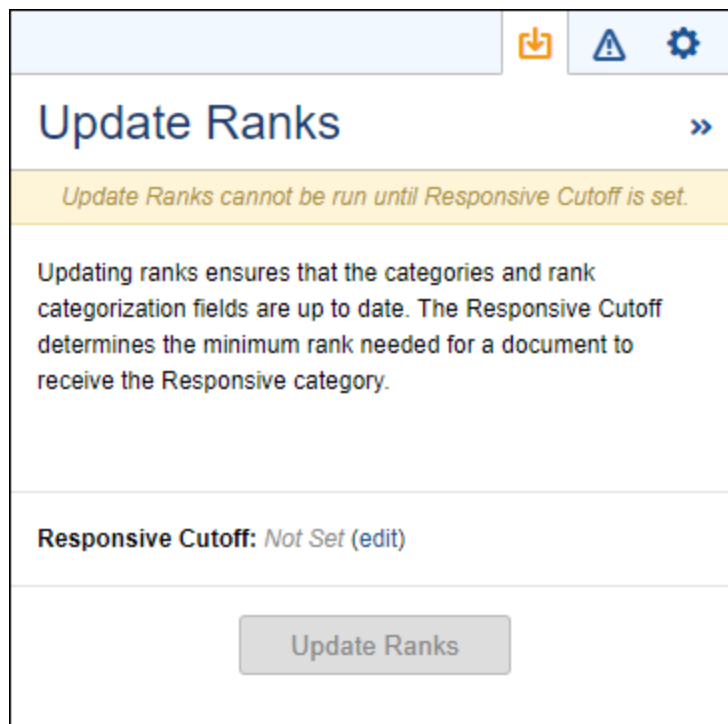 Update Ranks »
Update Ranks cannot be run until Responsive Cutoff is set.
Updating ranks ensures that the categories and rank
categorization fields are up to date. The Responsive Cutoff
determines the minimum rank needed for a document to
receive the Responsive category.
Responsive Cutoff: Not Set (edit)
Update Ranks